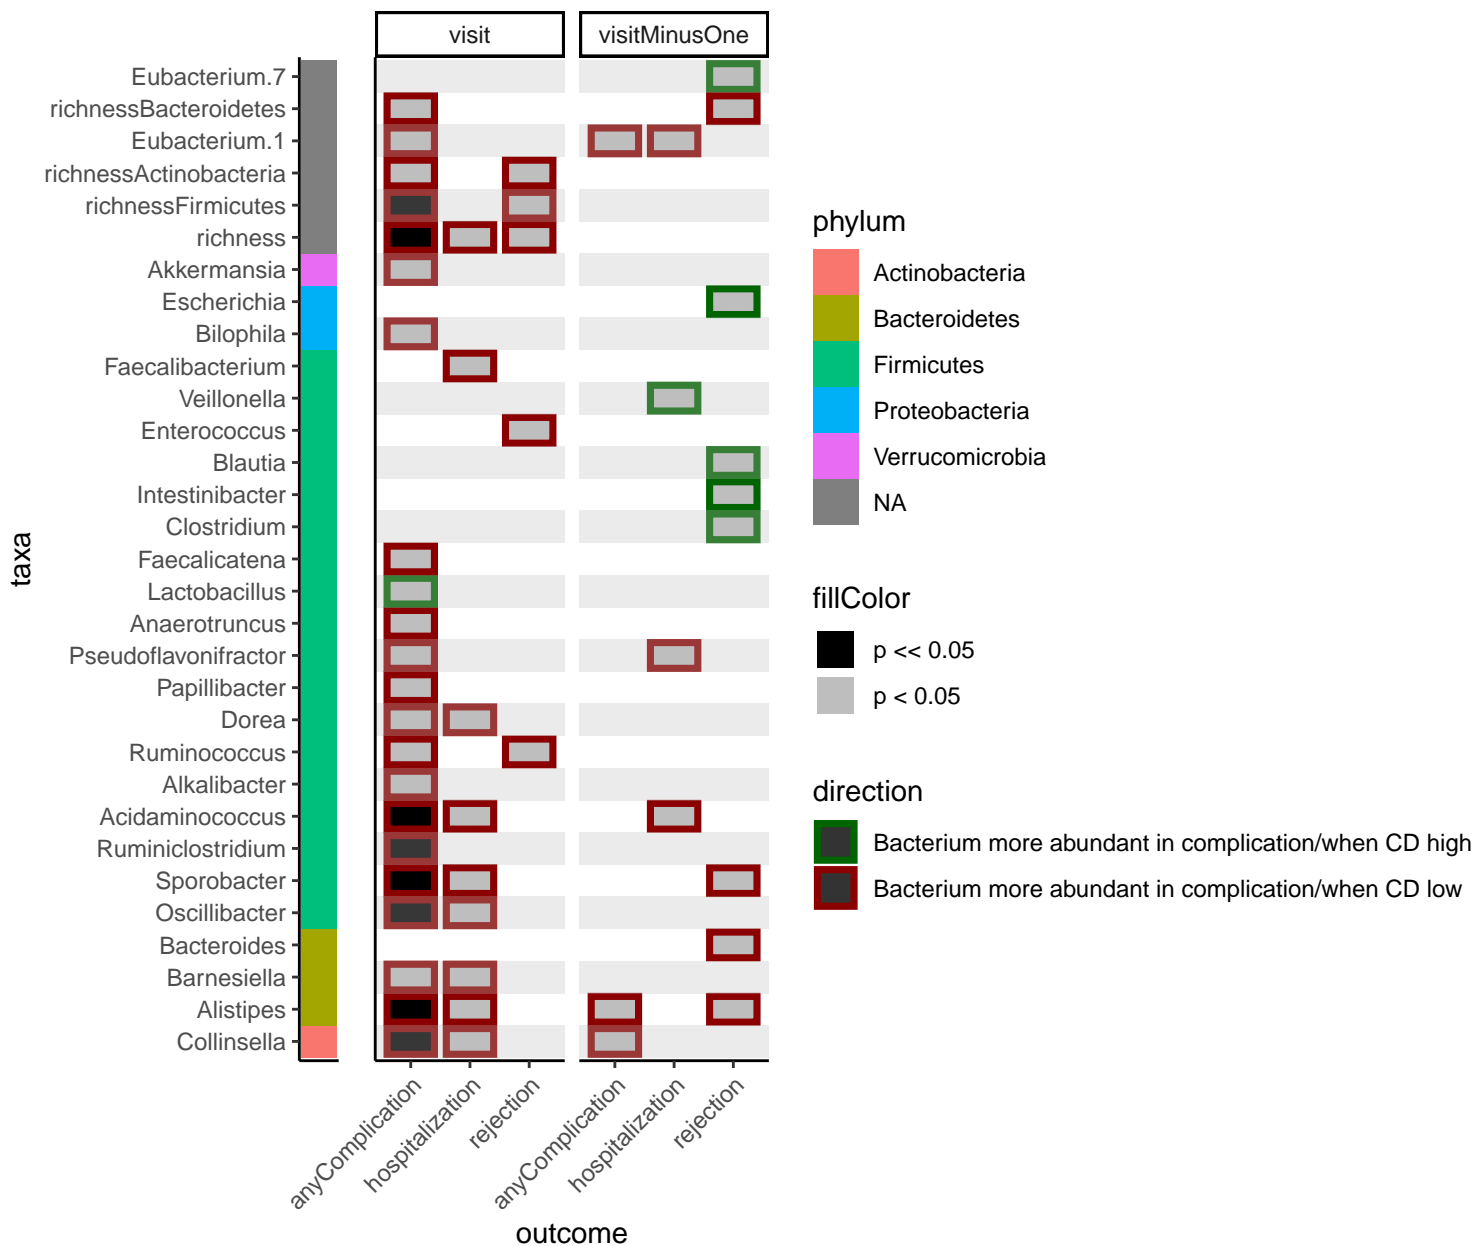 visit
visitMinusOne
Eubacterium.7
richnessBacteroidetes
Eubacterium.1
richnessActinobacteria
richnessFirmicutes
richness
Akkermansia
Escherichia
Bilophila
Faecalibacterium
Veillonella
Enterococcus
Blautia
Intestinibacter
Clostridium
Faecalicatena
Lactobacillus
Anaerotruncus
Pseudoflavonifractor
Papillibacter
Dorea
Ruminococcus
Alkalibacter
Acidaminococcus
Ruminiclostridium
Sporobacter
Oscillibacter
Bacteroides
Barnesiella
Alistipes
Collinsella
taxa
anyComplication
hospitalization
rejection
anyComplication
hospitalization
rejection
outcome
phylum
Actinobacteria
Bacteroidetes
Firmicutes
Proteobacteria
Verrucomicrobia
NA
fillColor
p << 0.05
p < 0.05
direction
Bacterium more abundant in complication/when CD high
Bacterium more abundant in complication/when CD low